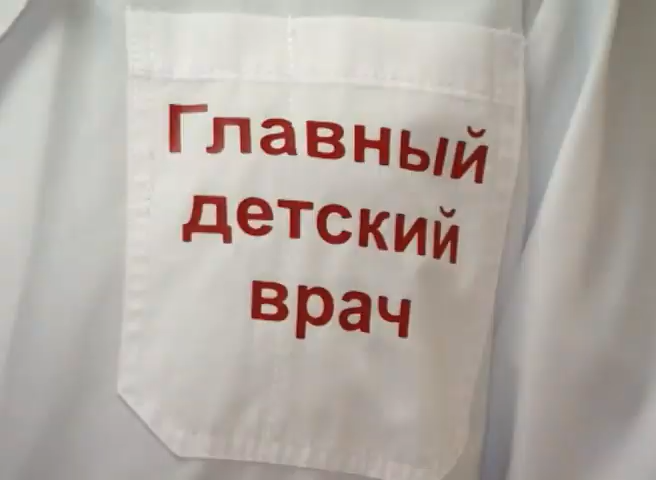 Главный
детский
врач